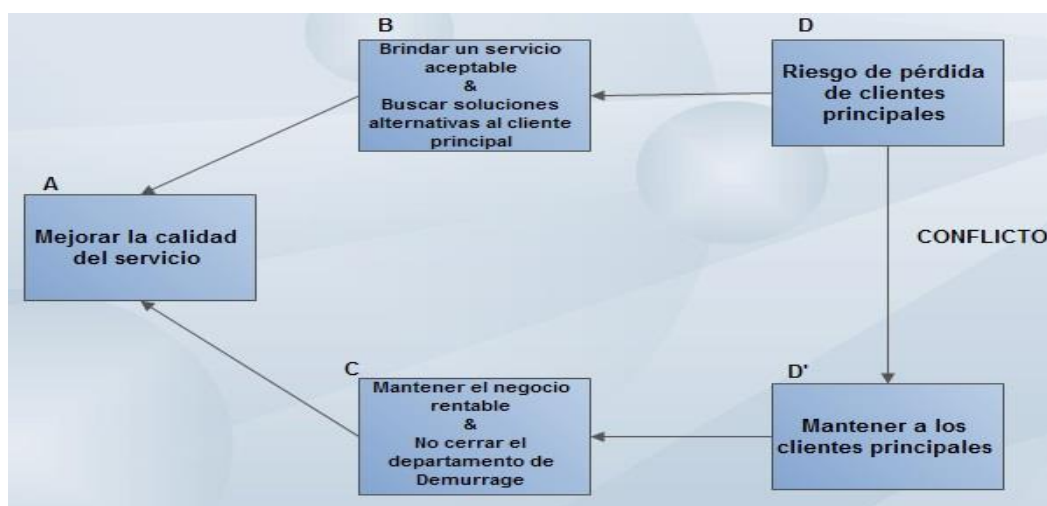 B
Brindar un servicio
aceptable
&
Buscar soluciones
alternativas al cliente
principal
D
Riesgo de pérdida
de clientes
principales
A
Mejorar la calidad
del servicio
CONFLICTO
C
Mantener el negocio
rentable
&
No cerrar el
departamento de
Demurrage
D'
Mantener a los
clientes principales